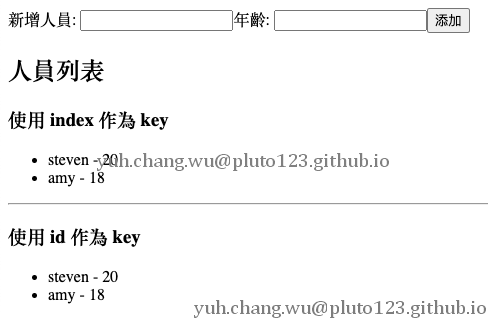 新增人員: 年齡: 添加
人員列表
使用 index 作為 key
steven - 20
yuh.chang.wu@pluto123.github.io
amy - 18
使用 id 作為 key
steven - 20
amy - 18
yuh.chang.wu@pluto123.github.io